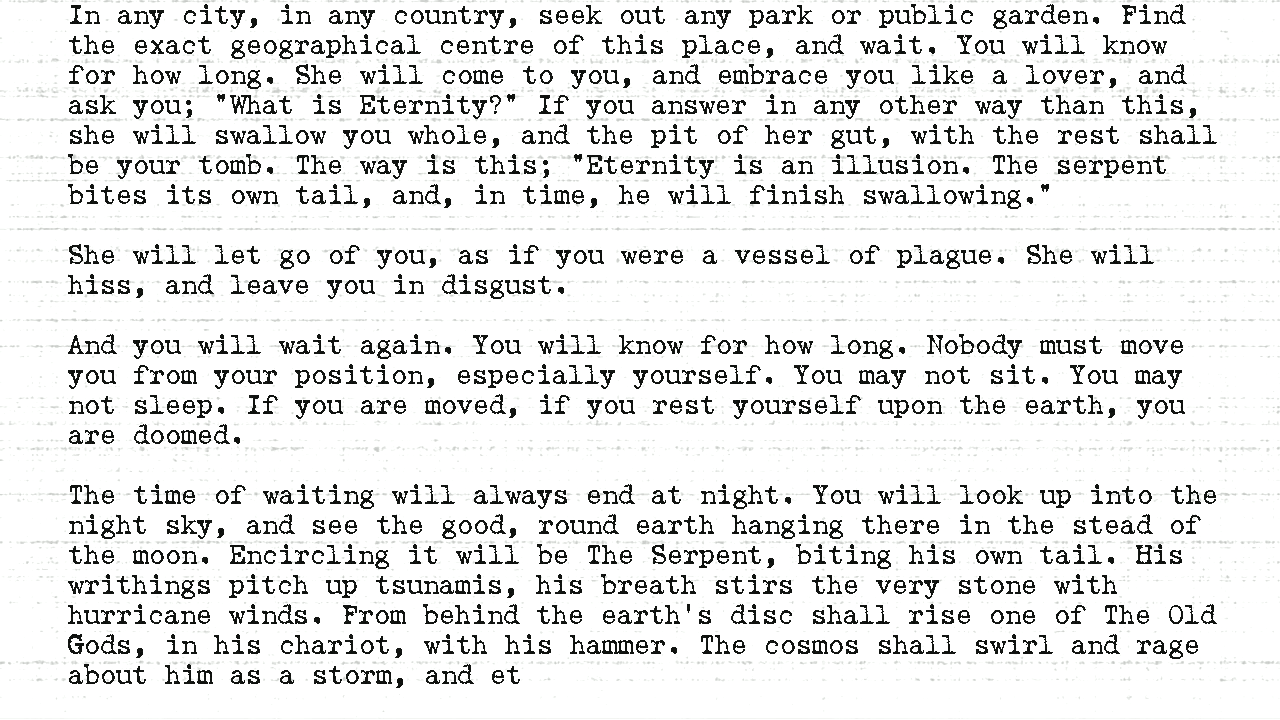 In any city, in any country, seek out any park or public garden. Find
the exact geographical centre of this place, and wait. You will know
for how long. She will come to you, and embrace you like a lover, and
ask you; "What is Eternity?" If you answer in any other way than this,
she will swallow you whole, and the pit of her gut, with the rest shall
be your tomb. The way is this; "Eternity is an illusion. The serpent
bites its own tail, and, in time, he will finish swallowing."
She will let go of you, as if you were a vessel of plague. She will
hiss, and leave you in disgust.
And you will wait again. You will know for how long. Nobody must move
you from your position, especially yourself. You may not sit. You may
not sleep. If you are moved, if you rest yourself upon the earth, you
are doomed.
The time of waiting will always end at night. You will look up into the
night sky, and see the good, round earth hanging there in the stead of
the moon. Encircling it will be The Serpent, biting his own tail. His
writhings pitch up tsunamis, his breath stirs the very stone with
hurricane winds. From behind the earth's disc shall rise one of The Old
Gods, in his chariot, with his hammer. The cosmos shall swirl and rage
about him as a storm, and et